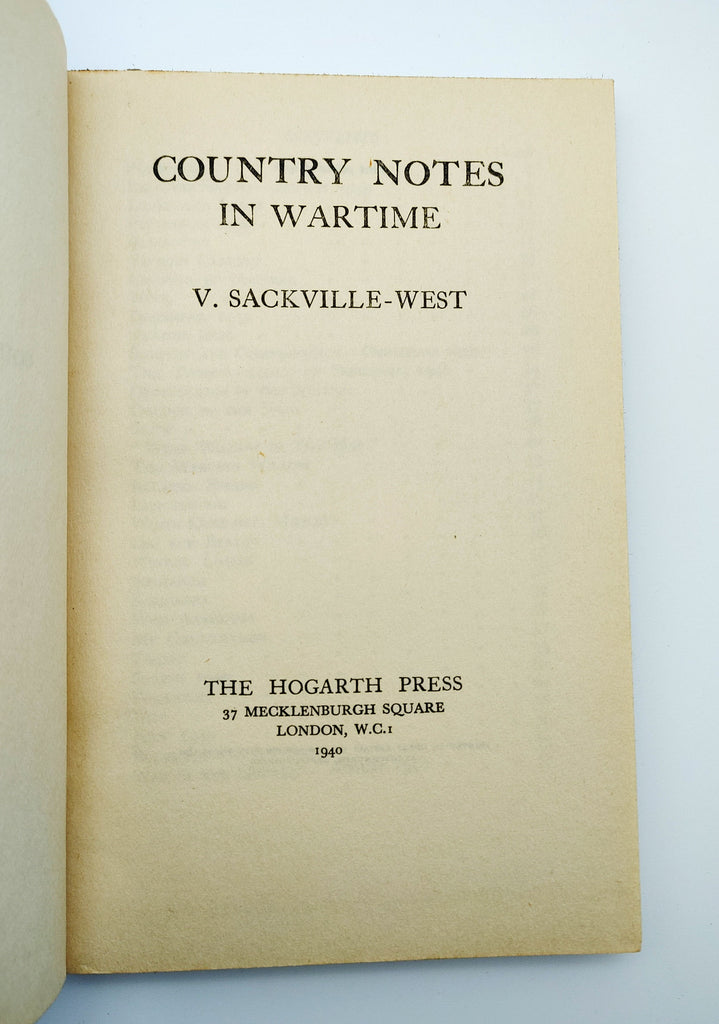 COUNTRY NOTES
IN WARTIME
V. SACKVILLE-WEST
THE HOGARTH PRESS
37 MECKLENBURGH SQUARE
LONDON, W.C.1
1940